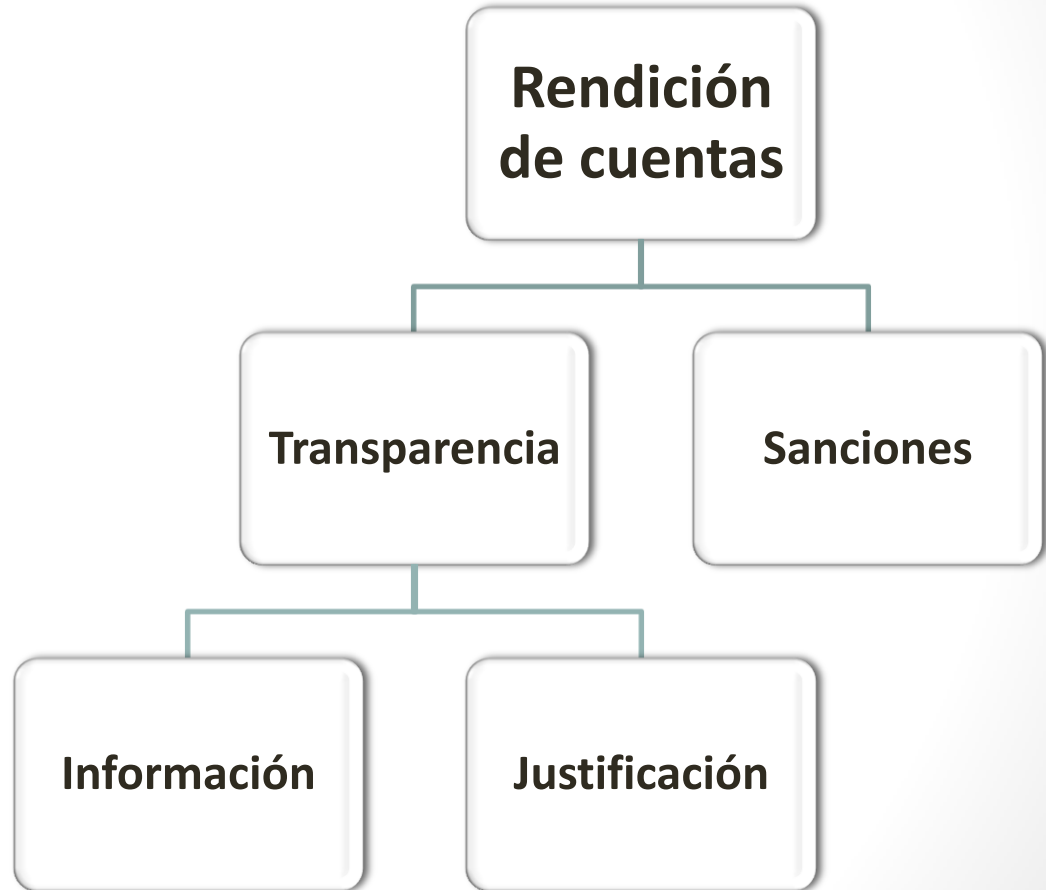 Rendición
de cuentas
Transparencia
Sanciones
Información
Justificación